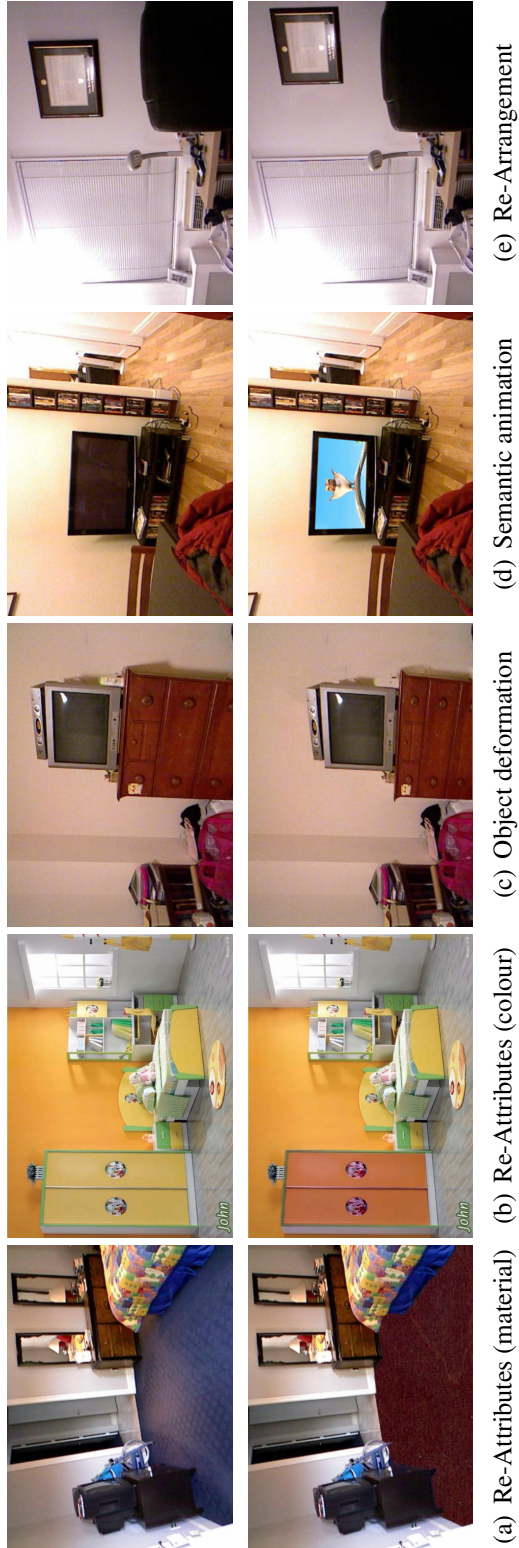 (a) Re-Attributes (material)
(b) Re-Attributes (colour)
(c) Object deformation
(d) Semantic animation
(e) Re-Arrangement
John
John